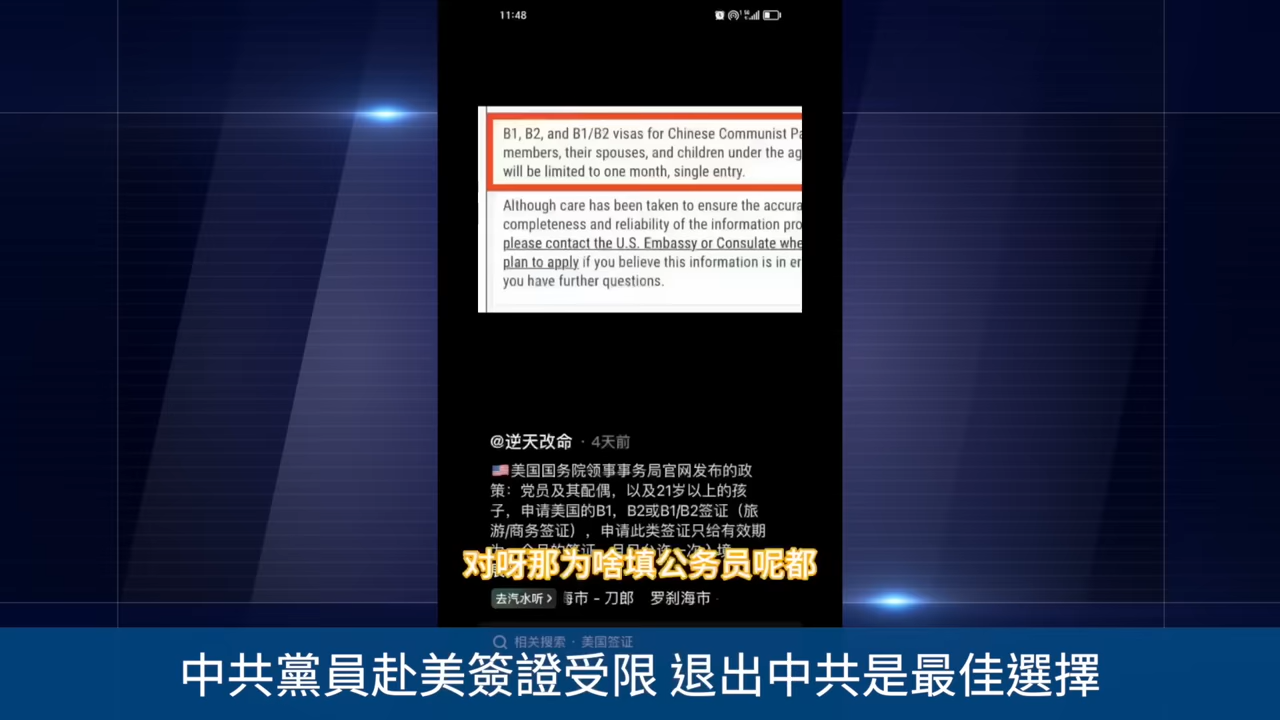 11:48
B1, B2, and B1/B2 visas for Chinese Communist Pa
members, their spouses, and children under the ag
will be limited to one month, single entry.
Although care has been taken to ensure the accura
completeness and reliability of the information pro
please contact the U.S. Embassy or Consulate whe
plan to apply if you believe this information is in er
you have further questions.
@逆天改命 · 4天前
美国国务院领事事务局官网发布的政
策：党员及其配偶，以及21岁以上的孩
子，申请美国的B1，B2或B1/B2签证（旅
游/商务签证），申请此类签证只给有效期
对呀那为啥填公务员呢都
去汽水听 > 海市 - 刀郎 罗刹海市
相关搜索 · 美国签证
中共黨員赴美簽證受限 退出中共是最佳選擇